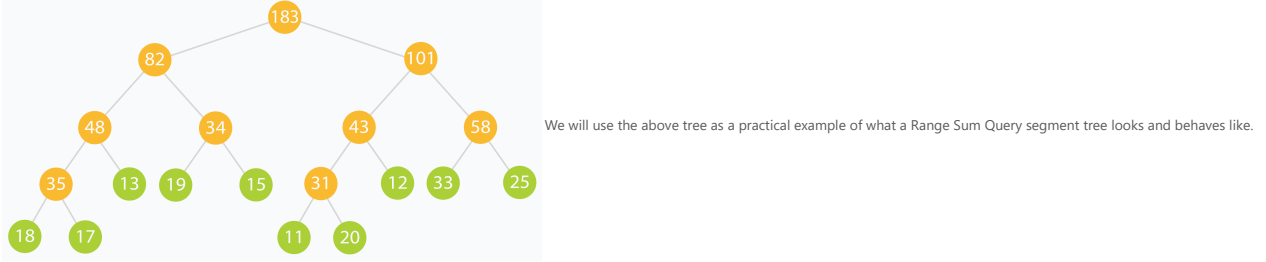 183
82 101
48 34 43 58
We will use the above tree as a practical example of what a Range Sum Query segment tree looks and behaves like.
35 13 19 15 31 12 33 25
18 17 11 20